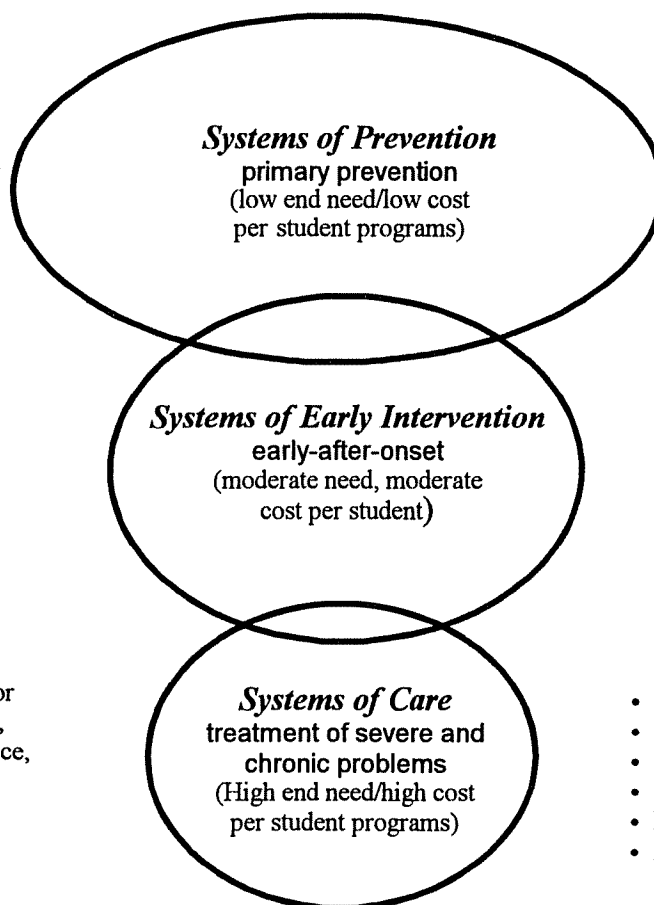 Systems of Prevention
primary prevention
(low end need/low cost
per student programs)
Systems of Early Intervention
early-after-onset
(moderate need, moderate
cost per student)
or
,
ce,
Systems of Care
treatment of severe and
chronic problems
(High end need/high cost
per student programs)
•
•
•
•
•
•